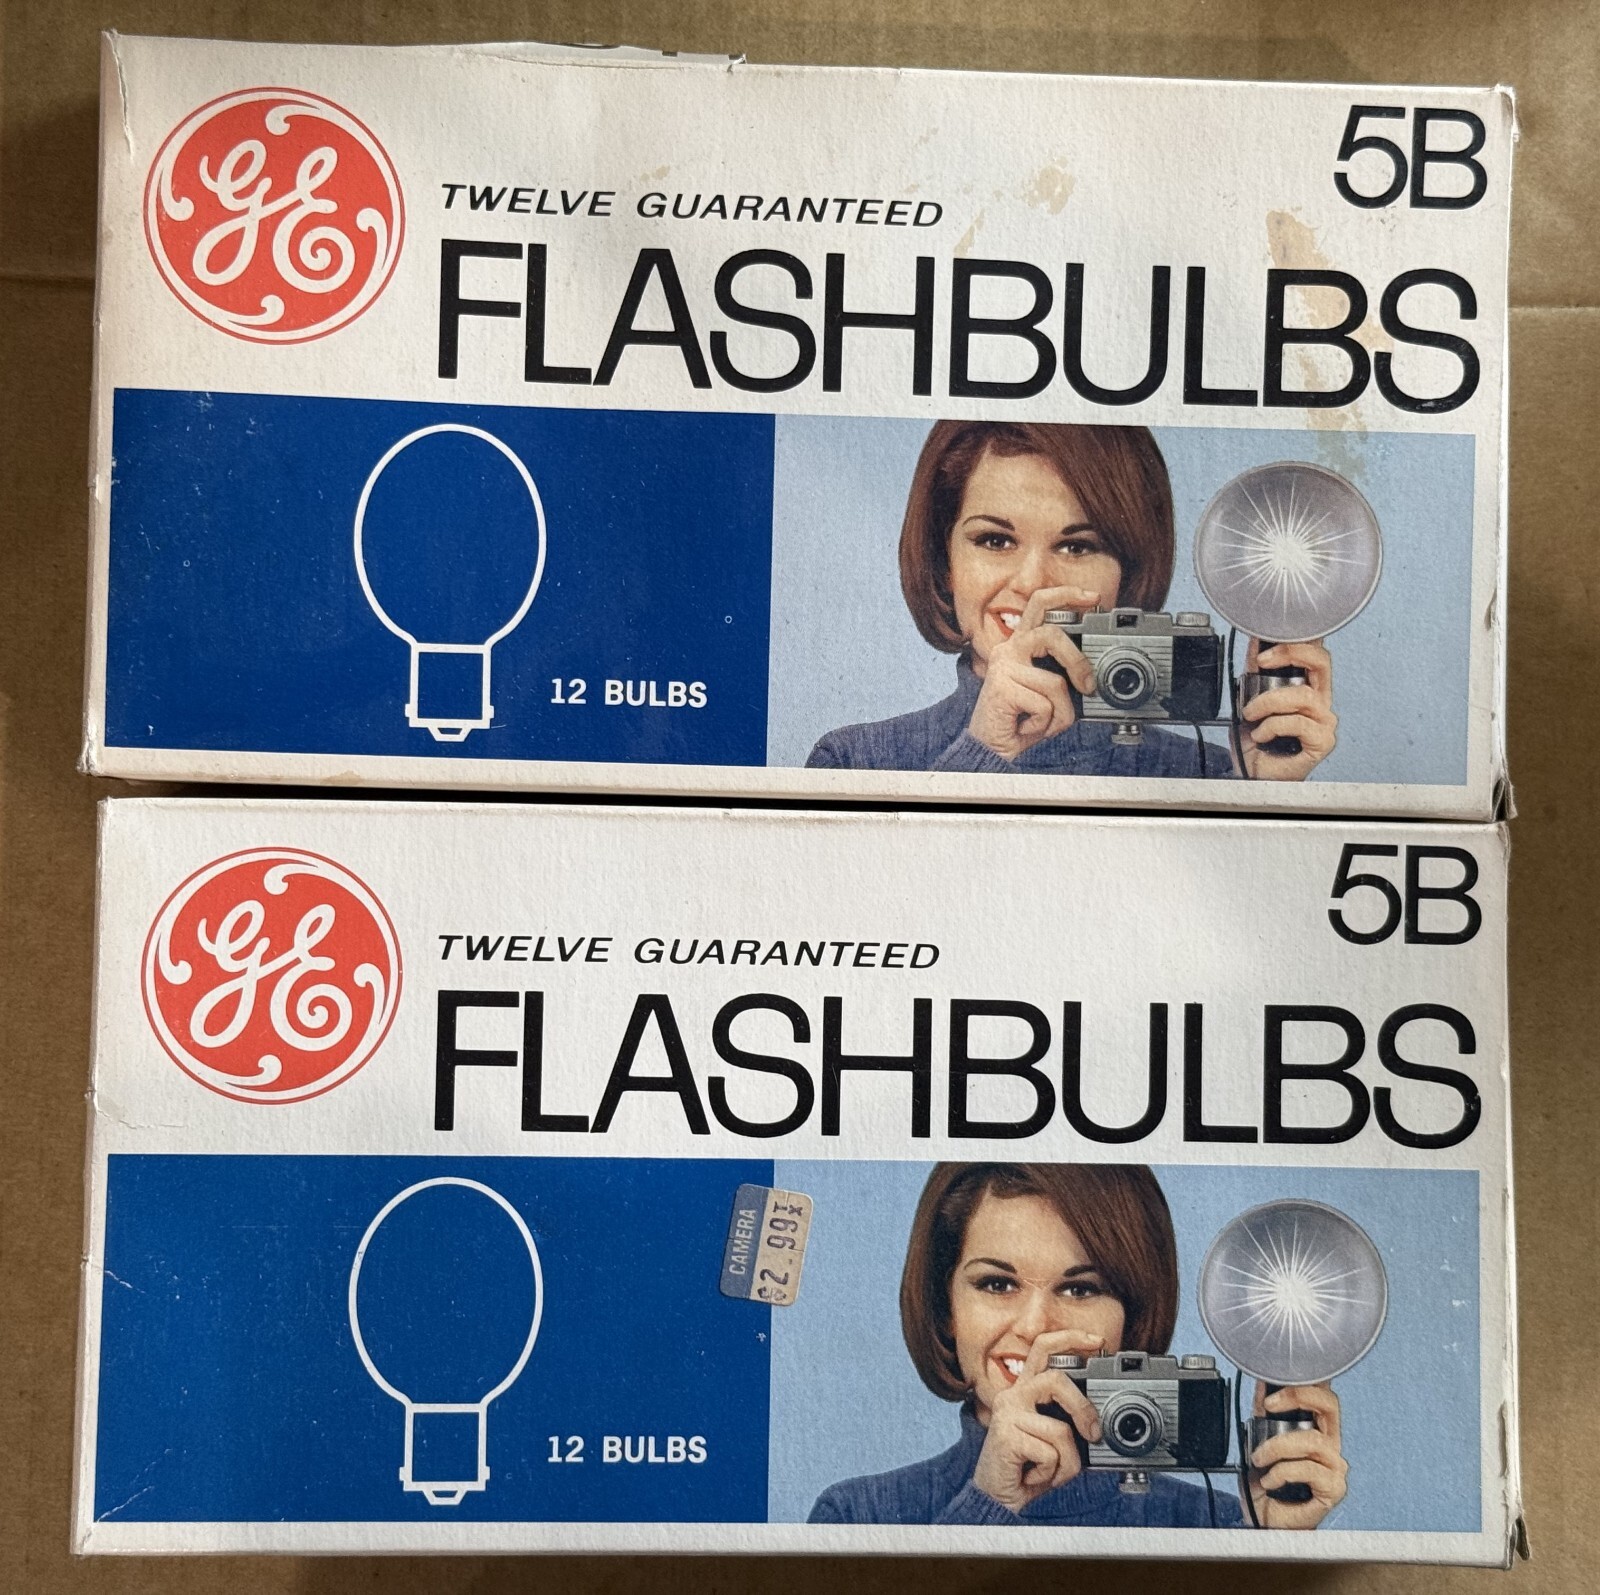 GE
5B
TWELVE GUARANTEED
FLASHBULBS
12 BULBS
GE
5B
TWELVE GUARANTEED
FLASHBULBS
CAMERA
$2.99
12 BULBS